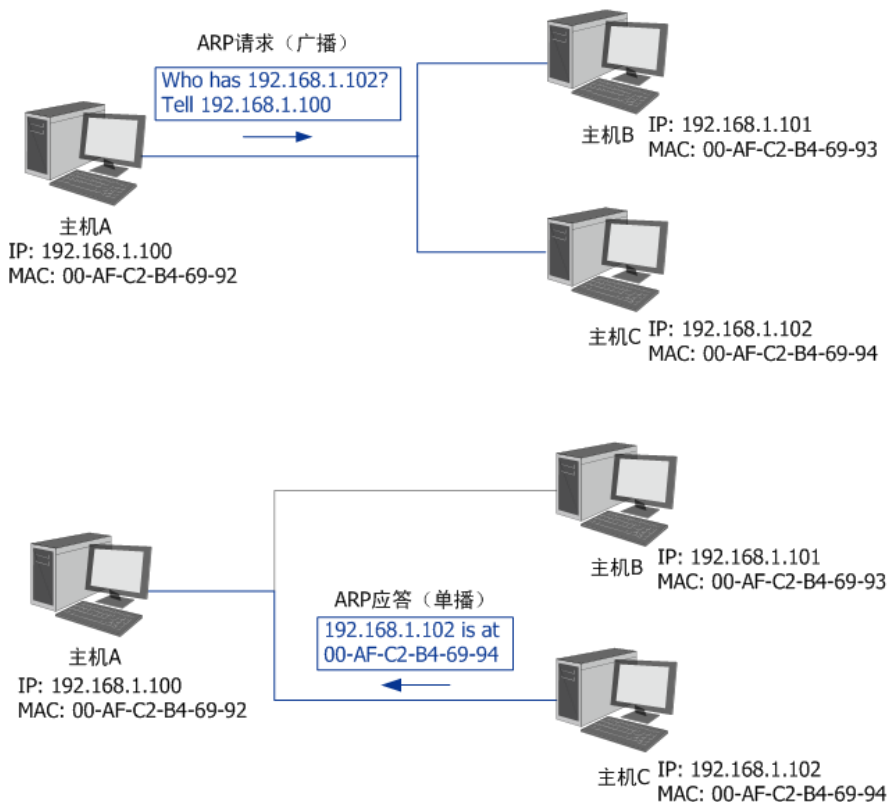 ARP请求（广播）
Who has 192.168.1.102?
Tell 192.168.1.100
主机B
IP: 192.168.1.101
MAC: 00-AF-C2-B4-69-93
主机A
IP: 192.168.1.100
MAC: 00-AF-C2-B4-69-92
主机C
IP: 192.168.1.102
MAC: 00-AF-C2-B4-69-94
主机B
IP: 192.168.1.101
MAC: 00-AF-C2-B4-69-93
ARP应答（单播）
192.168.1.102 is at
00-AF-C2-B4-69-94
主机A
IP: 192.168.1.100
MAC: 00-AF-C2-B4-69-92
主机C
IP: 192.168.1.102
MAC: 00-AF-C2-B4-69-94